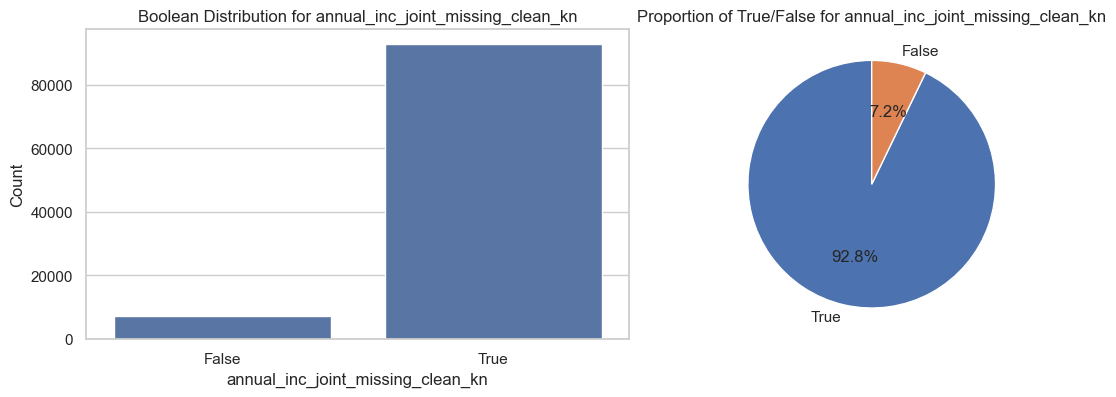 Boolean Distribution for annual_inc_joint_missing_clean_kn
80000
60000
40000
20000
0
Count
False
True
annual_inc_joint_missing_clean_kn
Proportion of True/False for annual_inc_joint_missing_clean_kn
False
7.2%
92.8%
True